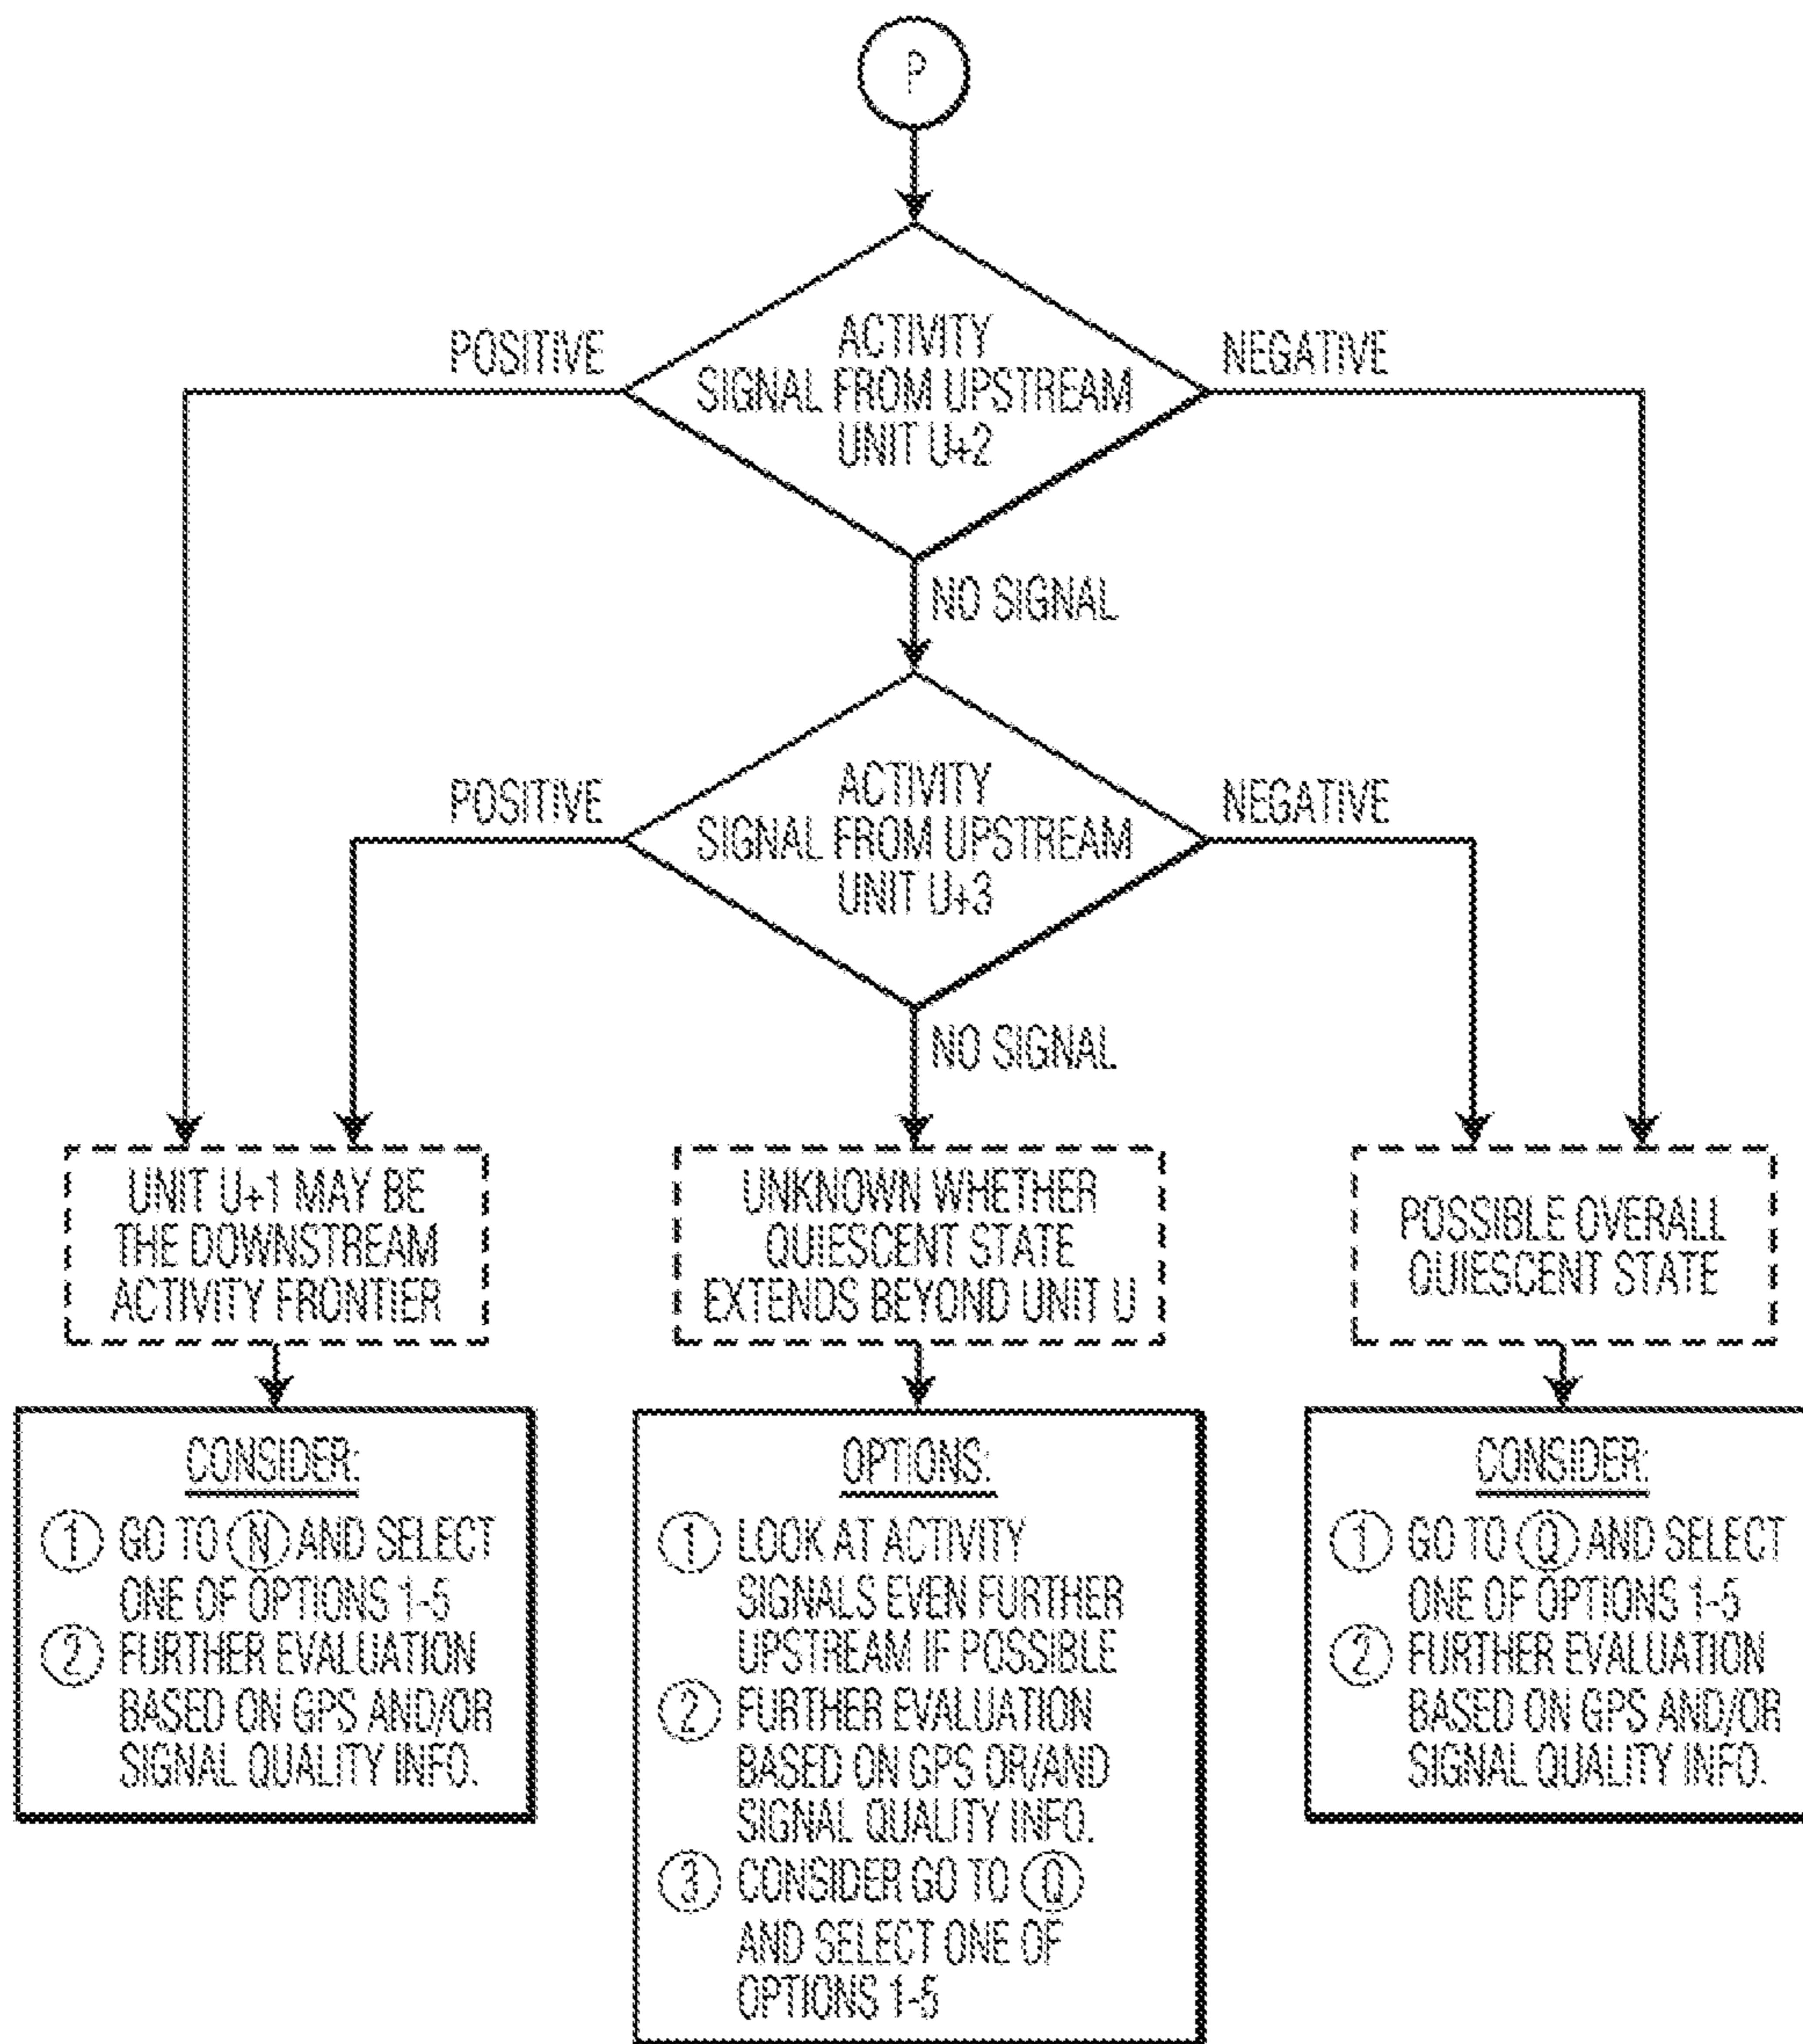 P
ACTIVITY
SIGNAL FROM UPSTREAM
UNIT U+2
POSITIVE
NEGATIVE
NO SIGNAL
ACTIVITY
SIGNAL FROM UPSTREAM
UNIT U+3
POSITIVE
NEGATIVE
NO SIGNAL
UNIT U+1 MAY BE
THE DOWNSTREAM
ACTIVITY FRONTIER
UNKNOWN WHETHER
QUIESCENT STATE
EXTENDS BEYOND UNIT U
POSSIBLE OVERALL
QUIESCENT STATE
CONSIDER:
1 GO TO N AND SELECT
ONE OF OPTIONS 1-5
2 FURTHER EVALUATION
BASED ON GPS AND/OR
SIGNAL QUALITY INFO.
OPTIONS:
1 LOOK AT ACTIVITY
SIGNALS EVEN FURTHER
UPSTREAM IF POSSIBLE
2 FURTHER EVALUATION
BASED ON GPS OR/AND
SIGNAL QUALITY INFO.
3 CONSIDER GO TO Q
AND SELECT ONE OF
OPTIONS 1-5
CONSIDER:
1 GO TO Q AND SELECT
ONE OF OPTIONS 1-5
2 FURTHER EVALUATION
BASED ON GPS AND/OR
SIGNAL QUALITY INFO.